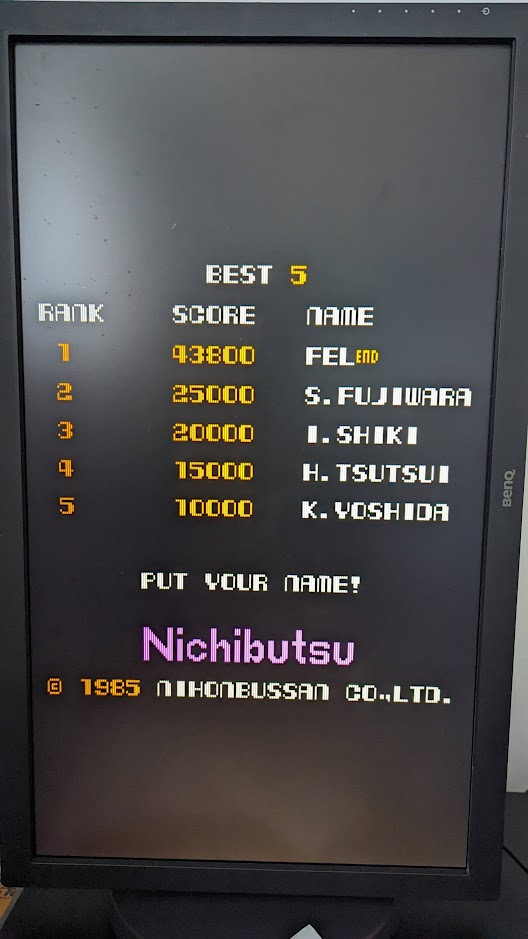 BEST 5
RANK SCORE NAME
1 43800 FEL END
2 25000 S.FUJIWARA
3 20000 I.SHIKI
4 15000 H.TSUTSUI
5 10000 K.YOSHIDA
PUT YOUR NAME!
Nichibutsu
© 1985 NIHONBUSSAN CO.,LTD.
BenQ